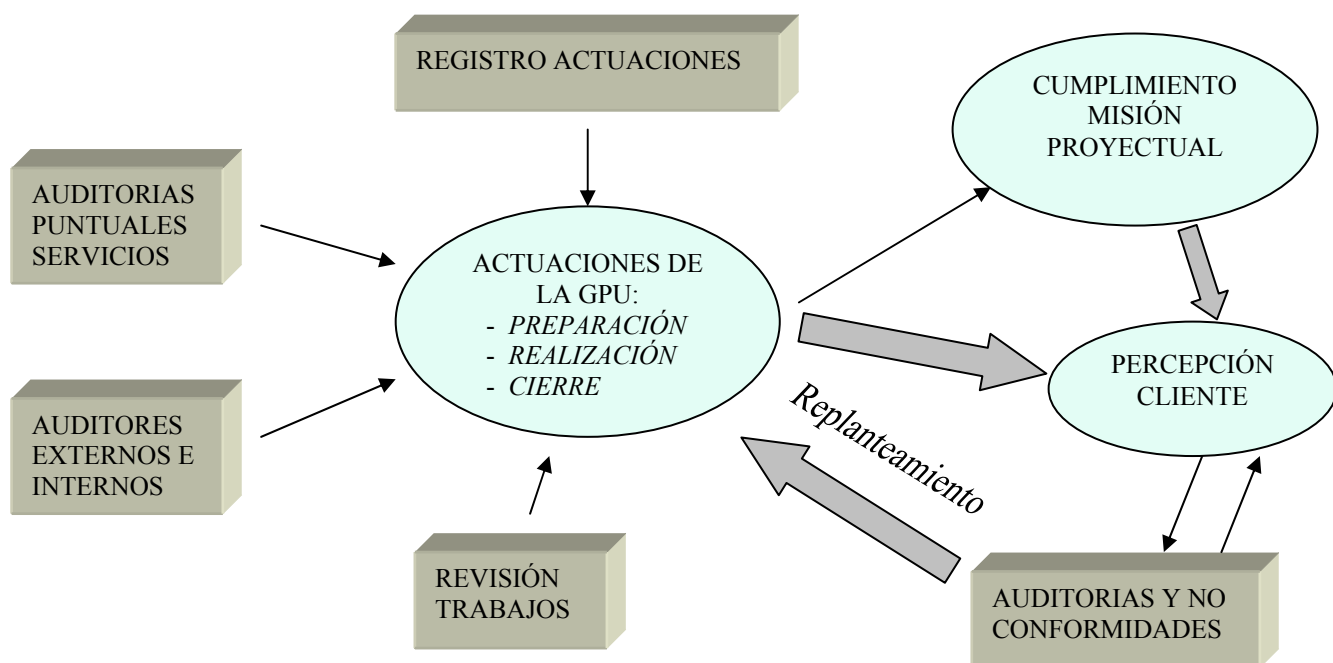 REGISTRO ACTUACIONES
CUMPLIMIENTO
MISIÓN
PROYECTUAL
AUDITORIAS
PUNTUALES
SERVICIOS
ACTUACIONES DE
LA GPU:
- PREPARACIÓN
- REALIZACIÓN
- CIERRE
PERCEPCIÓN
CLIENTE
AUDITORES
EXTERNOS E
INTERNOS
Replanteamiento
REVISIÓN
TRABAJOS
AUDITORIAS Y NO
CONFORMIDADES